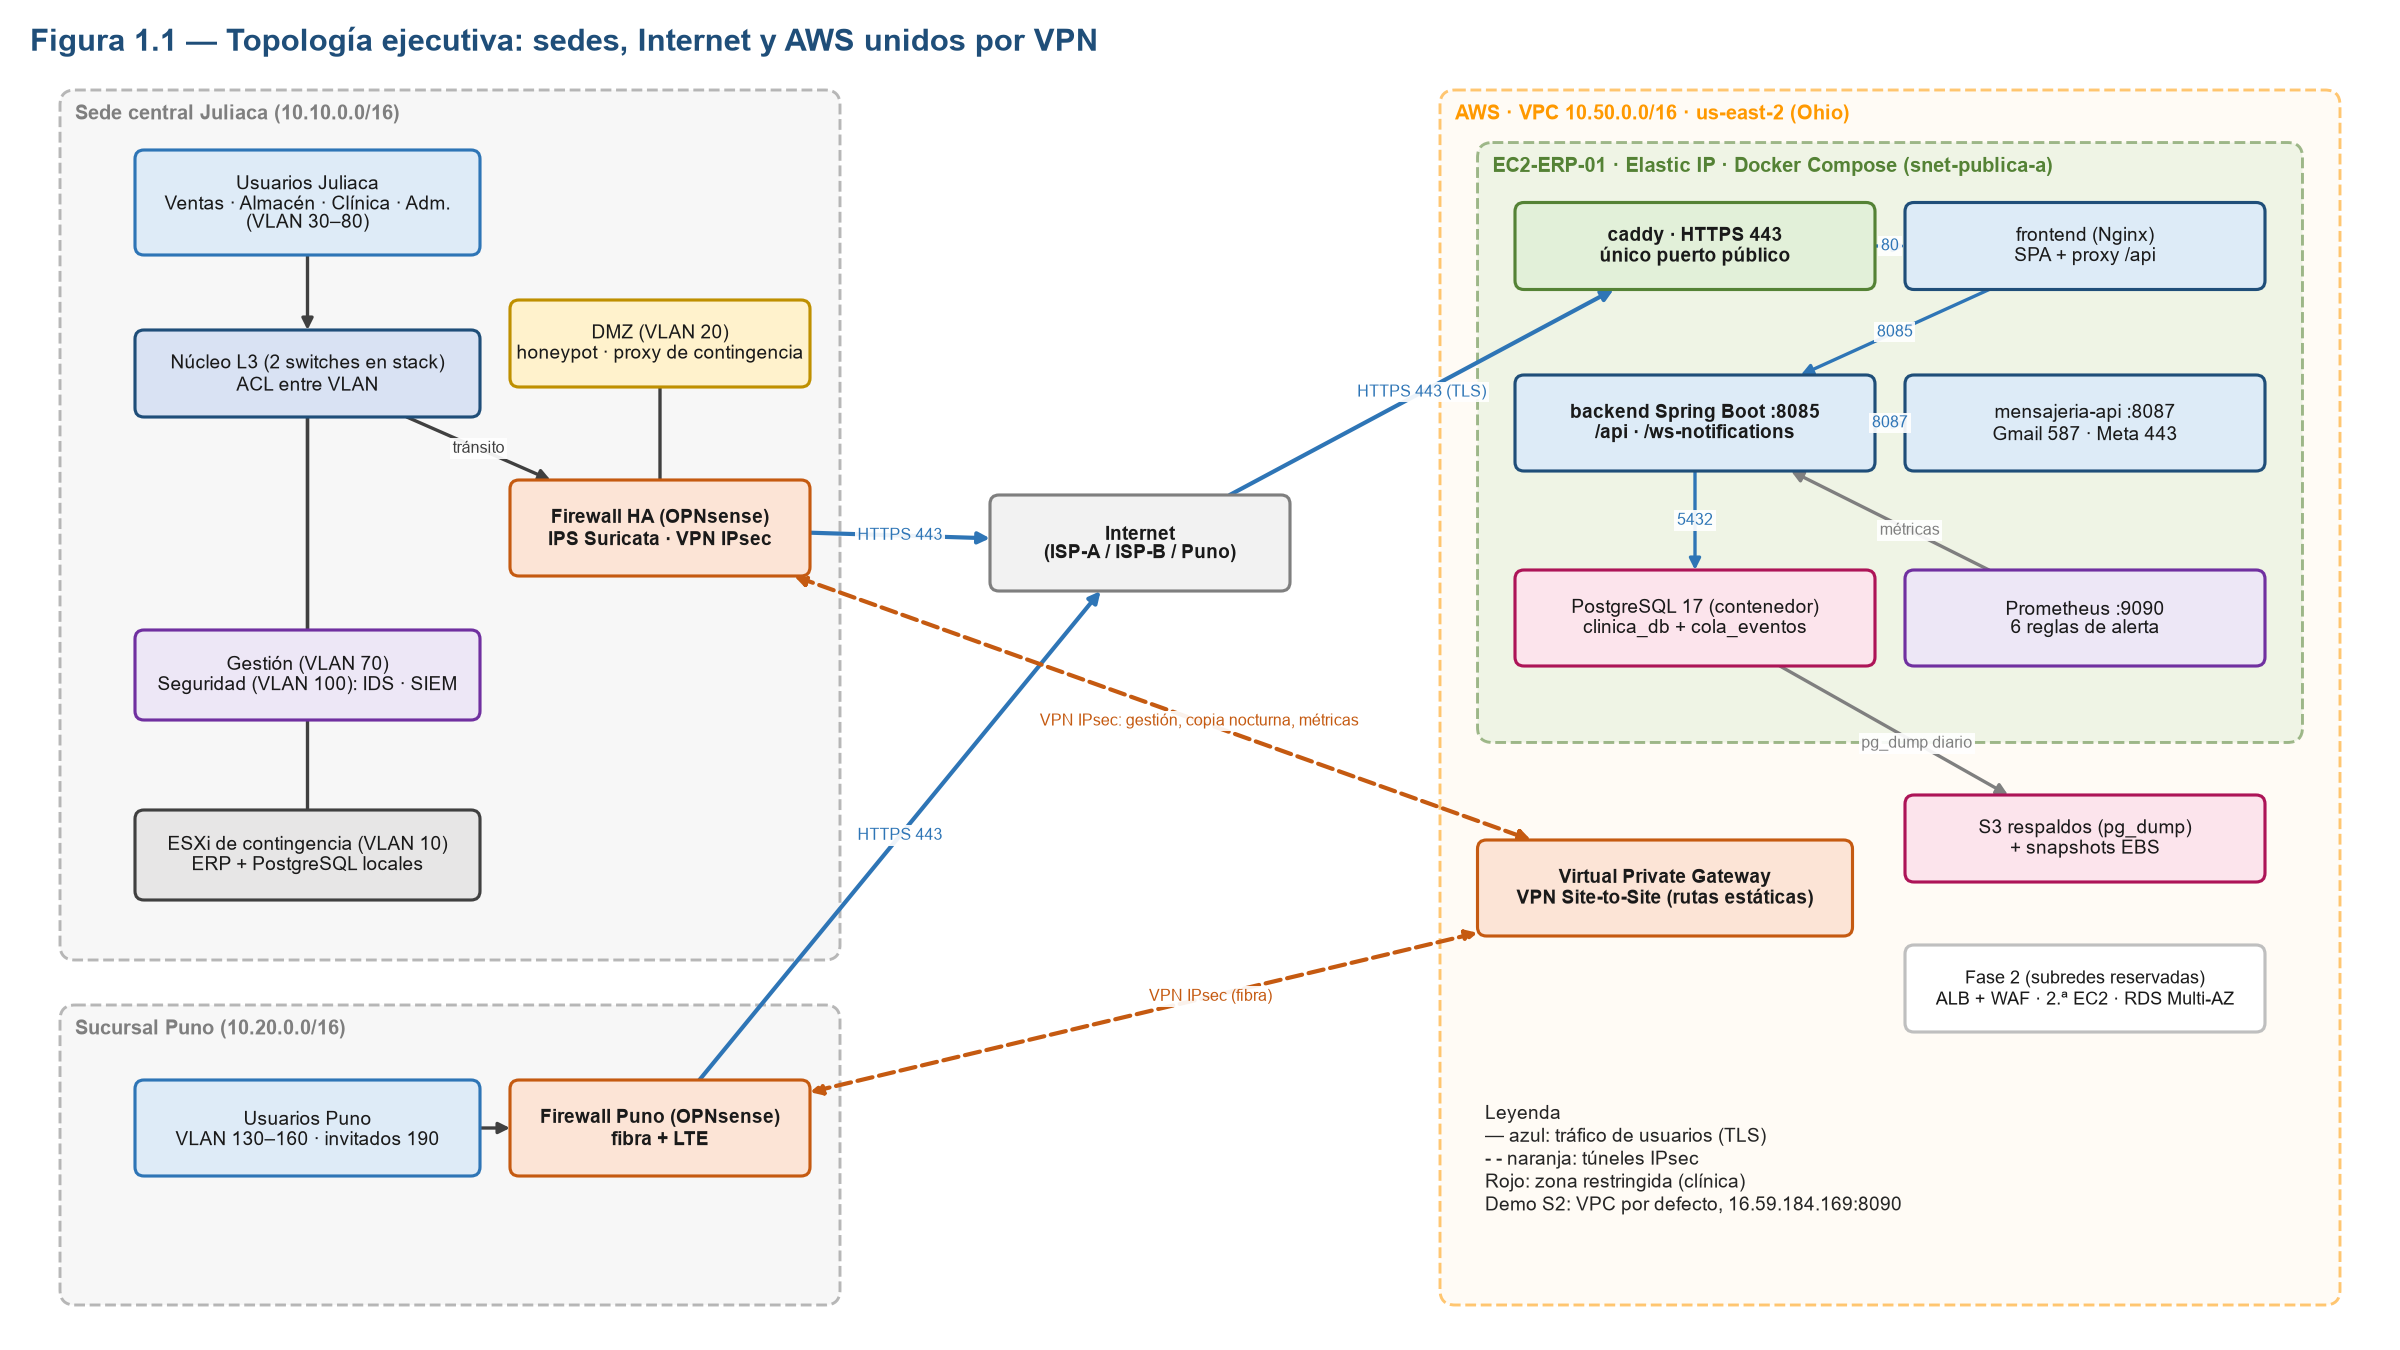 Figura 1.1 — Topología ejecutiva: sedes, Internet y AWS unidos por VPN
Sede central Juliaca (10.10.0.0/16)
Usuarios Juliaca
Ventas · Almacén · Clínica · Adm.
(VLAN 30–80)
Núcleo L3 (2 switches en stack)
ACL entre VLAN
DMZ (VLAN 20)
honeypot · proxy de contingencia
tránsito
Firewall HA (OPNsense)
IPS Suricata · VPN IPsec
Gestión (VLAN 70)
Seguridad (VLAN 100): IDS · SIEM
ESXi de contingencia (VLAN 10)
ERP + PostgreSQL locales
Sucursal Puno (10.20.0.0/16)
Usuarios Puno
VLAN 130–160 · invitados 190
Firewall Puno (OPNsense)
fibra + LTE
HTTPS 443
Internet
(ISP-A / ISP-B / Puno)
HTTPS 443 (TLS)
HTTPS 443
VPN IPsec: gestión, copia nocturna, métricas
VPN IPsec (fibra)
AWS · VPC 10.50.0.0/16 · us-east-2 (Ohio)
EC2-ERP-01 · Elastic IP · Docker Compose (snet-publica-a)
caddy · HTTPS 443
único puerto público
80
frontend (Nginx)
SPA + proxy /api
8085
backend Spring Boot :8085
/api · /ws-notifications
8087
mensajeria-api :8087
Gmail 587 · Meta 443
5432
métricas
PostgreSQL 17 (contenedor)
clinica_db + cola_eventos
Prometheus :9090
6 reglas de alerta
pg_dump diario
S3 respaldos (pg_dump)
+ snapshots EBS
Virtual Private Gateway
VPN Site-to-Site (rutas estáticas)
Fase 2 (subredes reservadas)
ALB + WAF · 2.ª EC2 · RDS Multi-AZ
Leyenda
— azul: tráfico de usuarios (TLS)
- - naranja: túneles IPsec
Rojo: zona restringida (clínica)
Demo S2: VPC por defecto, 16.59.184.169:8090